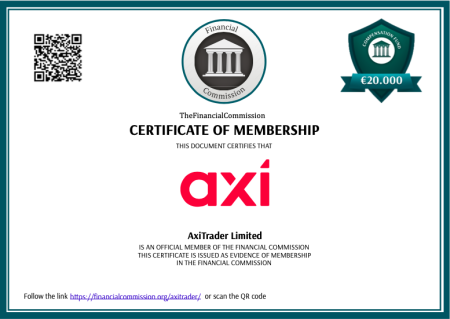 Financial
Commission
COMPENSATION FUND
€20.000
TheFinancialCommission
CERTIFICATE OF MEMBERSHIP
THIS DOCUMENT CERTIFIES THAT
axi
AxiTrader Limited
IS AN OFFICIAL MEMBER OF THE FINANCIAL COMMISSION
THIS CERTIFICATE IS ISSUED AS EVIDENCE OF MEMBERSHIP
IN THE FINANCIAL COMMISSION
Follow the link https://financialcommission.org/axitrader/ or scan the QR code